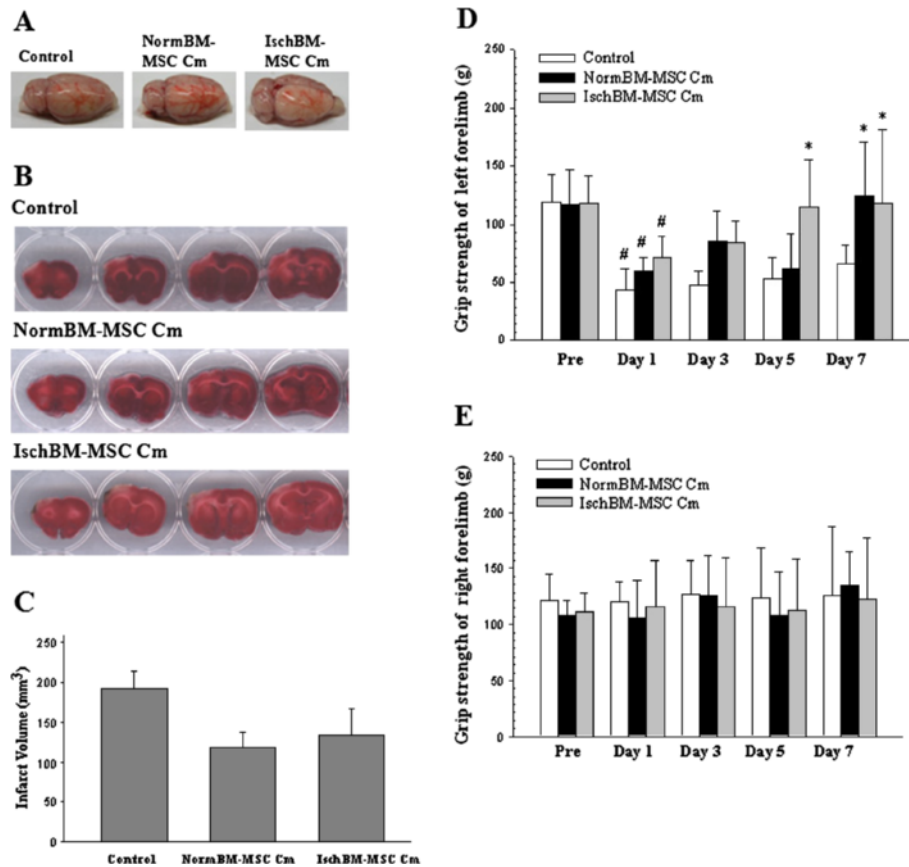 A
Control
NormBM-
MSC Cm
IschBM-
MSC Cm
B
Control
NormBM-MSC Cm
IschBM-MSC Cm
C
Infarct Volume (mm³)
250
200
150
100
50
0
Control
NormBM-MSC Cm
IschBM-MSC Cm
D
Grip strength of left forelimb (g)
250
200
150
100
50
0
Control
NormBM-MSC Cm
IschBM-MSC Cm
# # #
*
* *
Pre
Day 1
Day 3
Day 5
Day 7
E
Grip strength of right forelimb (g)
250
200
150
100
50
0
Control
NormBM-MSC Cm
IschBM-MSC Cm
Pre
Day 1
Day 3
Day 5
Day 7